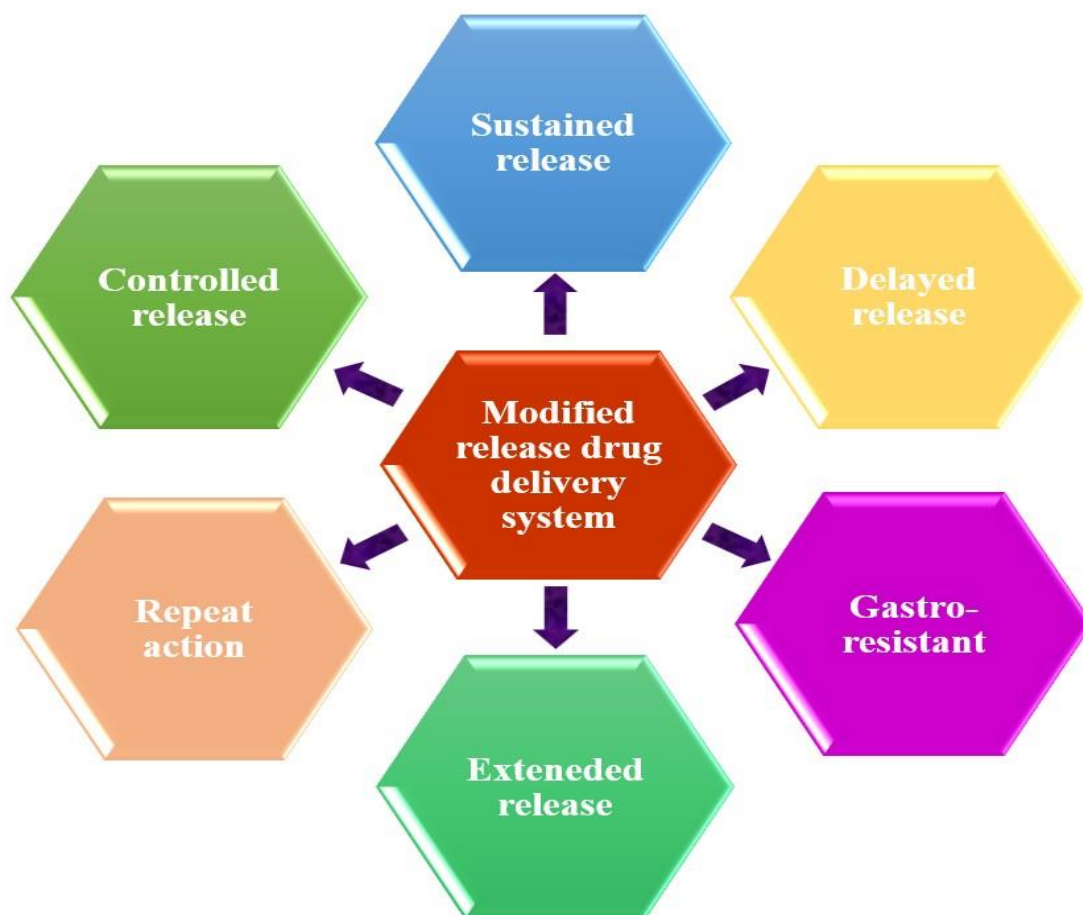 Sustained
release
Controlled
release
Delayed
release
Modified
release drug
delivery
system
Repeat
action
Gastro-
resistant
Exteneded
release